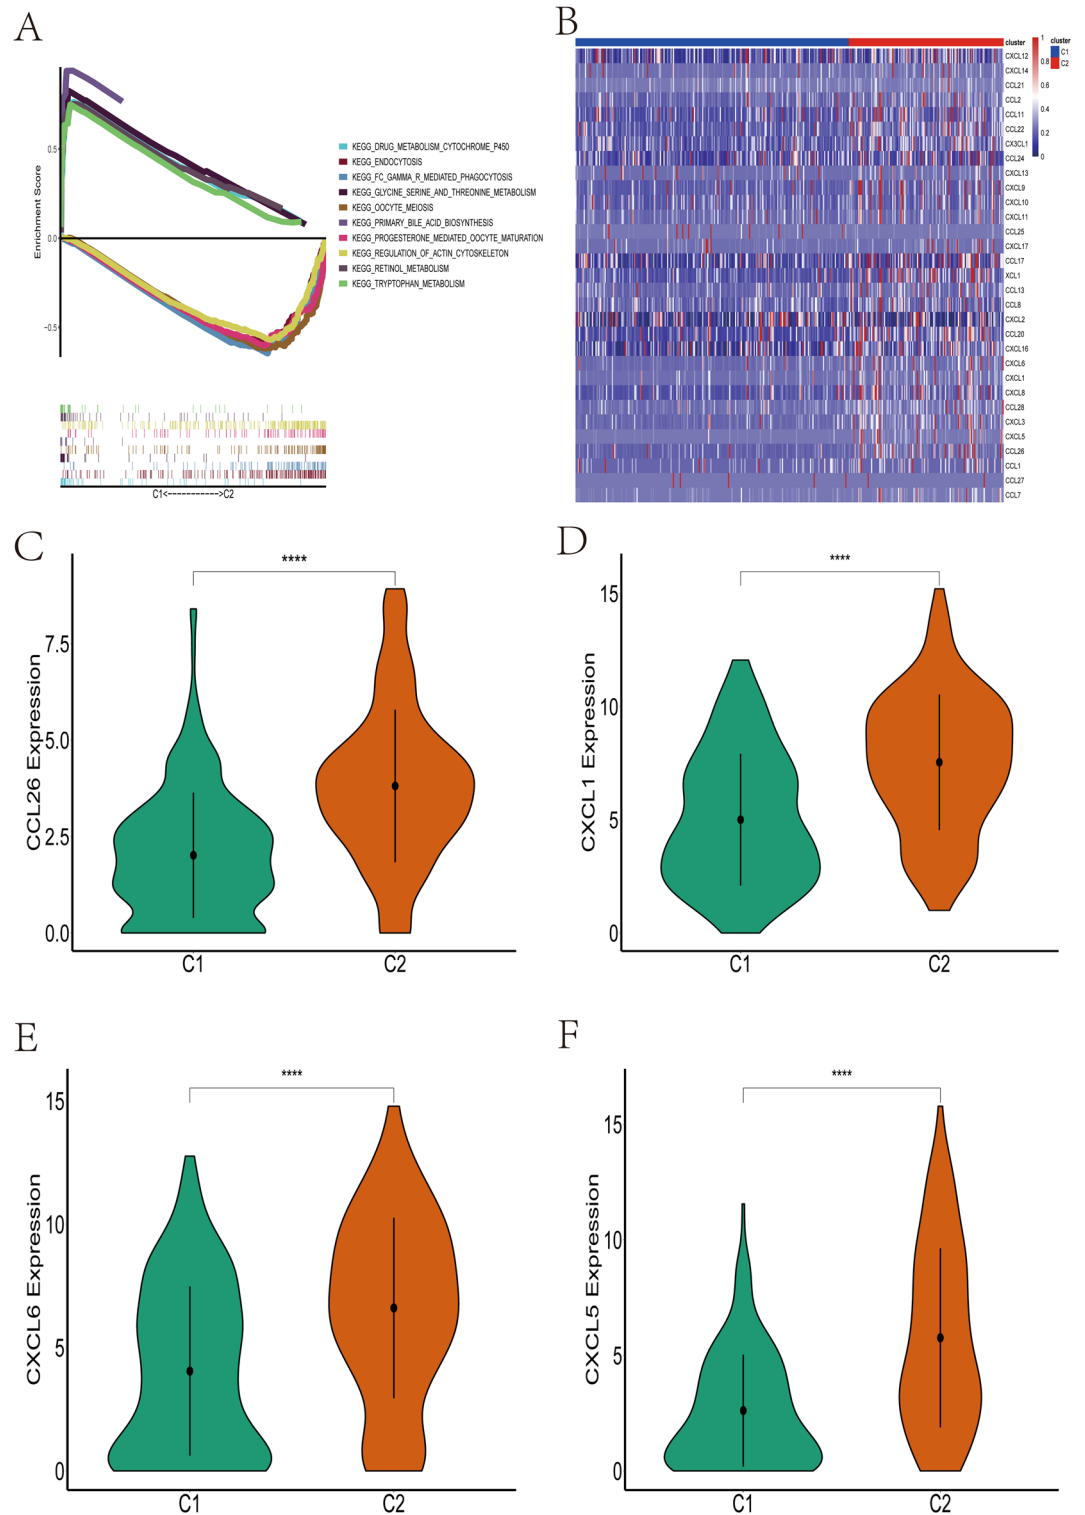 A
Enrichment Score
0.5
0.0
−0.5
KEGG_DRUG_METABOLISM_CYTOCHROME_P450
KEGG_ENDOCYTOSIS
KEGG_FC_GAMMA_R_MEDIATED_PHAGOCYTOSIS
KEGG_GLYCINE_SERINE_AND_THREONINE_METABOLISM
KEGG_OOCYTE_MEIOSIS
KEGG_PRIMARY_BILE_ACID_BIOSYNTHESIS
KEGG_PROGESTERONE_MEDIATED_OOCYTE_MATURATION
KEGG_REGULATION_OF_ACTIN_CYTOSKELETON
KEGG_RETINOL_METABOLISM
KEGG_TRYPTOPHAN_METABOLISM
C1<------------>C2
B
cluster
CXCL12
CXCL14
CCL21
CCL2
CCL11
CCL22
CX3CL1
CCL24
CXCL13
CXCL9
CXCL10
CXCL11
CCL25
CXCL17
CCL17
XCL1
CCL13
CCL8
CXCL2
CCL20
CXCL16
CXCL6
CXCL1
CXCL8
CCL28
CXCL3
CXCL5
CCL26
CCL1
CCL27
CCL7
1
0.8
0.6
0.4
0.2
0
cluster
C1
C2
C
CCL26 Expression
7.5
5.0
2.5
0.0
****
C1
C2
D
CXCL1 Expression
15
10
5
0
****
C1
C2
E
CXCL6 Expression
15
10
5
0
****
C1
C2
F
CXCL5 Expression
15
10
5
0
****
C1
C2